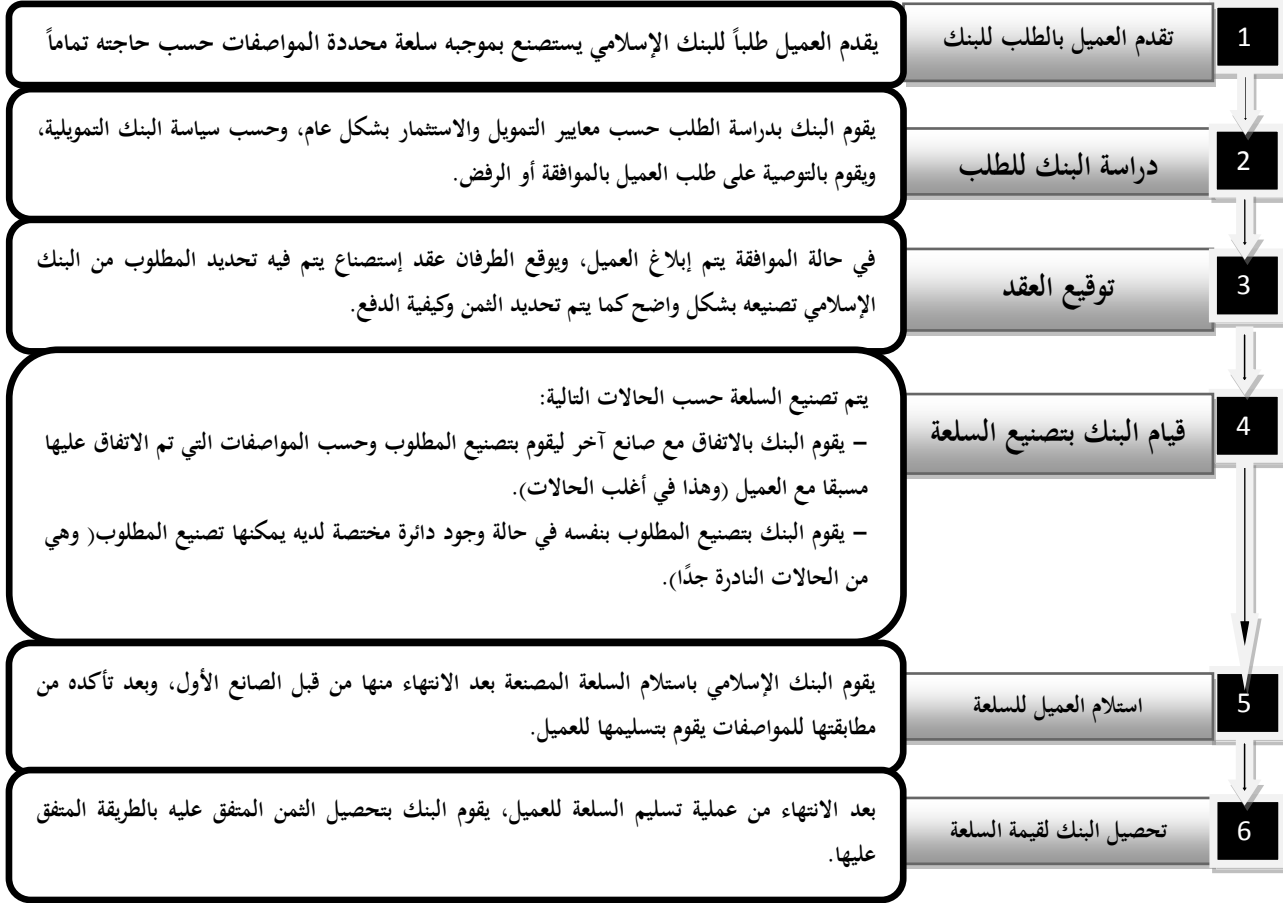 1
تقدم العميل بالطلب للبنك
يقدم العميل طلباً للبنك الإسلامي يستصنع بموجبه سلعة محددة المواصفات حسب حاجته تماماً
2
دراسة البنك للطلب
يقوم البنك بدراسة الطلب حسب معايير التمويل والاستثمار بشكل عام، وحسب سياسة البنك التمويلية،
ويقوم بالتوصية على طلب العميل بالموافقة أو الرفض.
3
توقيع العقد
في حالة الموافقة يتم إبلاغ العميل، ويوقع الطرفان عقد إستصناع يتم فيه تحديد المطلوب من البنك
الإسلامي تصنيعه بشكل واضح كما يتم تحديد الثمن وكيفية الدفع.
4
قيام البنك بتصنيع السلعة
يتم تصنيع السلعة حسب الحالات التالية:
– يقوم البنك بالاتفاق مع صانع آخر ليقوم بتصنيع المطلوب وحسب المواصفات التي تم الاتفاق عليها
مسبقا مع العميل (وهذا في أغلب الحالات).
– يقوم البنك بتصنيع المطلوب بنفسه في حالة وجود دائرة مختصة لديه يمكنها تصنيع المطلوب( وهي
من الحالات النادرة جدًا).
5
استلام العميل للسلعة
يقوم البنك الإسلامي باستلام السلعة المصنعة بعد الانتهاء منها من قبل الصانع الأول، وبعد تأكده من
مطابقتها للمواصفات يقوم بتسليمها للعميل.
6
تحصيل البنك لقيمة السلعة
بعد الانتهاء من عملية تسليم السلعة للعميل، يقوم البنك بتحصيل الثمن المتفق عليه بالطريقة المتفق
عليها.